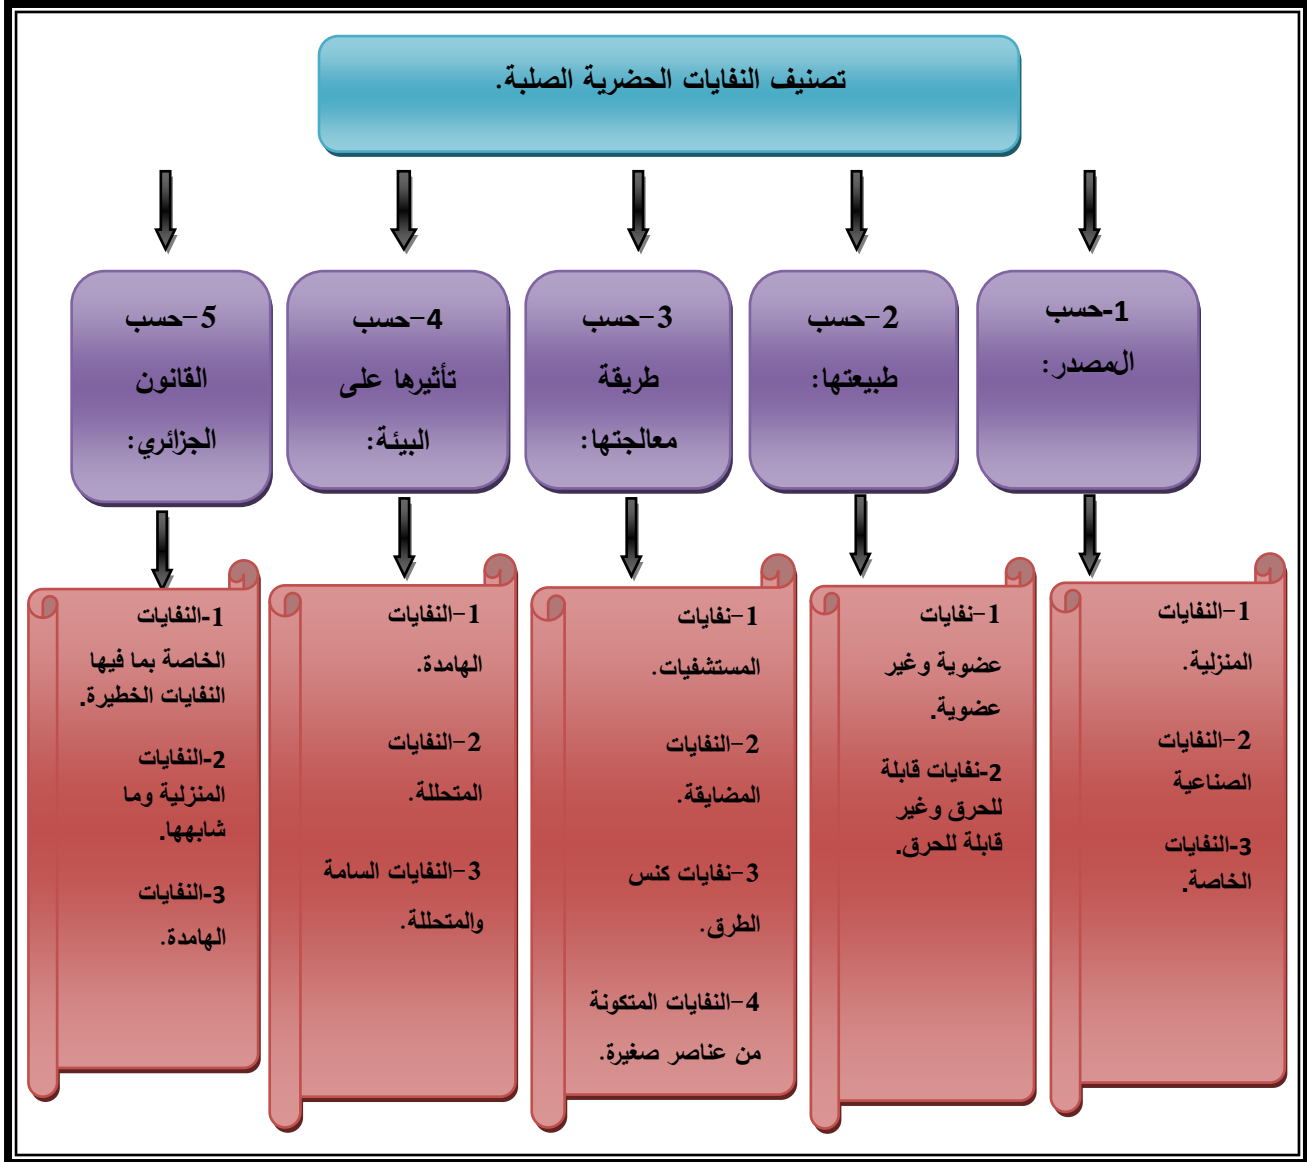 تصنيف النفايات الحضرية الصلبة.
1-حسب
المصدر:
2-حسب
طبيعتها:
3-حسب
طريقة
معالجتها:
4-حسب
تأثيرها على
البيئة:
5-حسب
القانون
الجزائري:
1-النفايات
المنزلية.
2-النفايات
الصناعية
3-النفايات
الخاصة.
1-نفايات
عضوية وغير
عضوية.
2-نفايات قابلة
للحرق وغير
قابلة للحرق.
1-نفايات
المستشفيات.
2-النفايات
المضايقة.
3-نفايات كنس
الطرق.
4-النفايات المتكونة
من عناصر صغيرة.
1-النفايات
الهامدة.
2-النفايات
المتحللة.
3-النفايات السامة
والمتحللة.
1-النفايات
الخاصة بما فيها
النفايات الخطيرة.
2-النفايات
المنزلية وما
شابهها.
3-النفايات
الهامدة.